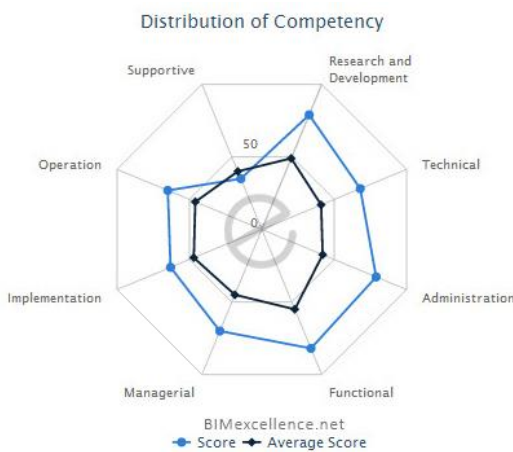 Distribution of Competency
Supportive
Research and
Development
Operation
50
Technical
0
Implementation
Administration
Managerial
Functional
BIMexcellence.net
Score Average Score